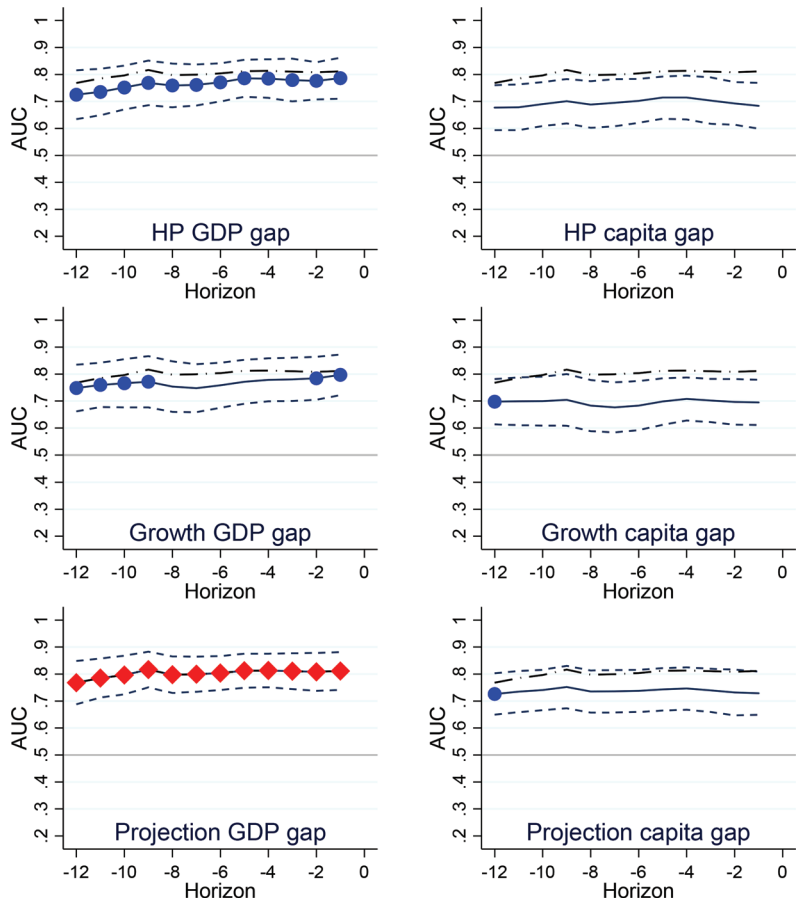 AUC
1
.9
.8
.7
.6
.5
.4
.3
.2
HP GDP gap
-12 -10 -8 -6 -4 -2 0
Horizon
AUC
1
.9
.8
.7
.6
.5
.4
.3
.2
HP capita gap
-12 -10 -8 -6 -4 -2 0
Horizon
AUC
1
.9
.8
.7
.6
.5
.4
.3
.2
Growth GDP gap
-12 -10 -8 -6 -4 -2 0
Horizon
AUC
1
.9
.8
.7
.6
.5
.4
.3
.2
Growth capita gap
-12 -10 -8 -6 -4 -2 0
Horizon
AUC
1
.9
.8
.7
.6
.5
.4
.3
.2
Projection GDP gap
-12 -10 -8 -6 -4 -2 0
Horizon
AUC
1
.9
.8
.7
.6
.5
.4
.3
.2
Projection capita gap
-12 -10 -8 -6 -4 -2 0
Horizon